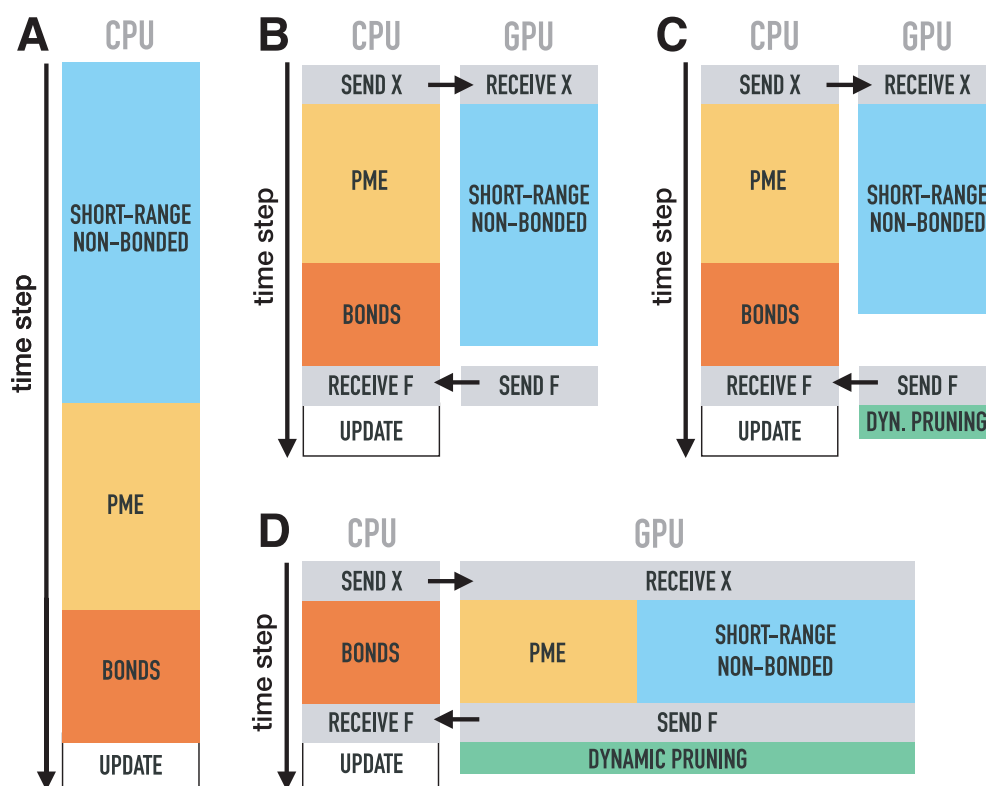 A
CPU
time step
SHORT-RANGE
NON-BONDED
PME
BONDS
UPDATE
B
CPU
GPU
time step
SEND X
RECEIVE X
PME
SHORT-RANGE
NON-BONDED
BONDS
RECEIVE F
SEND F
UPDATE
C
CPU
GPU
time step
SEND X
RECEIVE X
PME
SHORT-RANGE
NON-BONDED
BONDS
RECEIVE F
SEND F
UPDATE
DYN. PRUNING
D
CPU
GPU
time step
SEND X
RECEIVE X
BONDS
PME
SHORT-RANGE
NON-BONDED
RECEIVE F
SEND F
UPDATE
DYNAMIC PRUNING